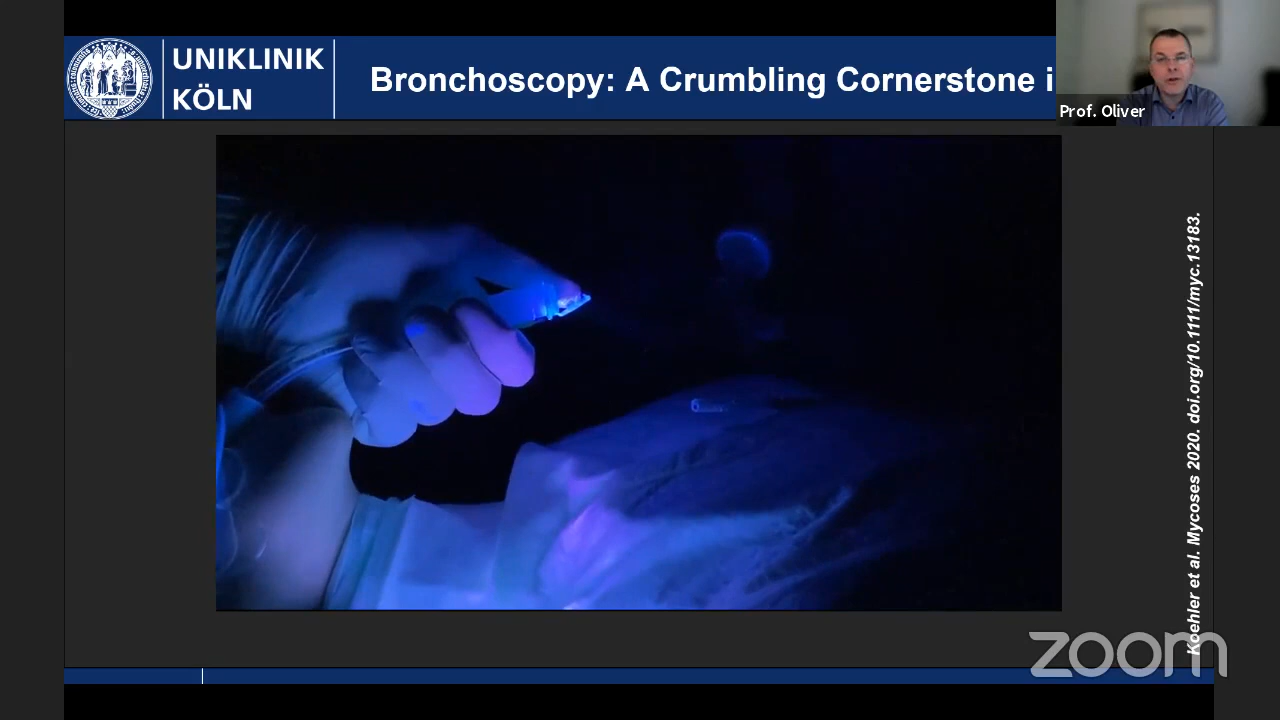 UNIKLINIK
KÖLN
Bronchoscopy: A Crumbling Cornerstone i
Prof. Oliver
Koehler et al. Mycoses 2020. doi.org/10.1111/myc.13183.
zoom